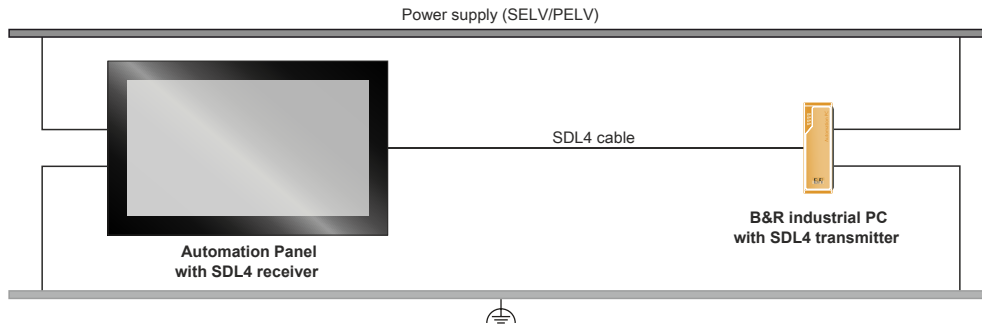 Power supply (SELV/PELV)
SDL4 cable
B&R industrial PC
with SDL4 transmitter
Automation Panel
with SDL4 receiver